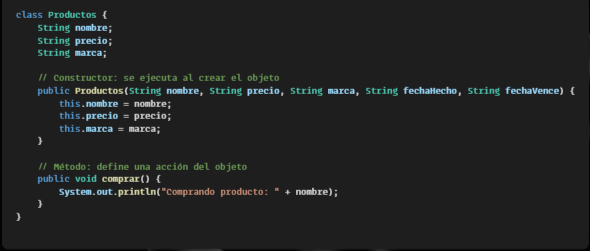 class Productos {
String nombre;
String precio;
String marca;
// Constructor: se ejecuta al crear el objeto
public Productos(String nombre, String precio, String marca, String fechaHecho, String fechaVence) {
this.nombre = nombre;
this.precio = precio;
this.marca = marca;
}
// Método: define una acción del objeto
public void comprar() {
System.out.println("Comprando producto: " + nombre);
}
}